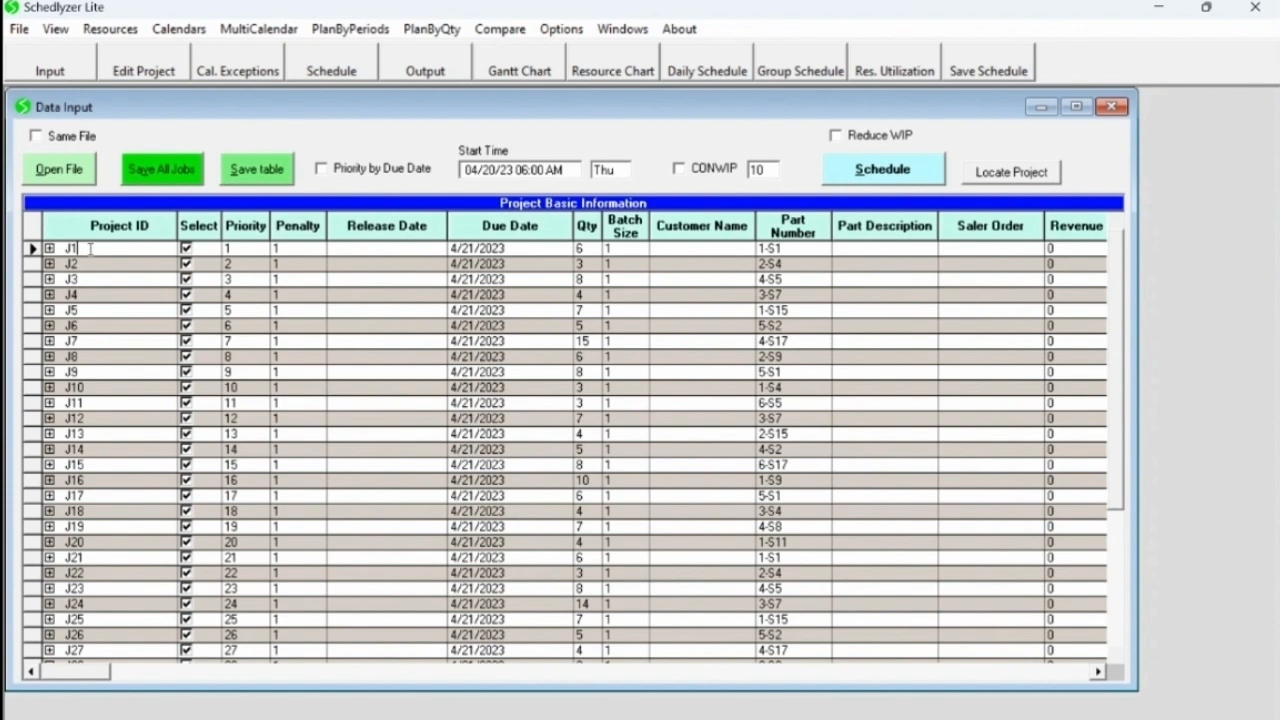 Schedlyzer Lite
File View Resources Calendars MultiCalendar PlanByPeriods PlanByQty Compare Options Windows About
Input Edit Project Cal. Exceptions Schedule Output Gantt Chart Resource Chart Daily Schedule Group Schedule Res. Utilization Save Schedule
Data Input
Same File Reduce WIP
Start Time
Open File Save All Jobs Save table Priority by Due Date 04/20/23 06:00 AM Thu CONWIP 10 Schedule Locate Project
Project Basic Information
Project ID Select Priority Penalty Release Date Due Date Qty Batch Size Customer Name Part Number Part Description Saler Order Revenue
J1 1 1 4/21/2023 6 1 1-S1 0
J2 2 1 4/21/2023 3 1 2-S4 0
J3 3 1 4/21/2023 8 1 4-S5 0
J4 4 1 4/21/2023 4 1 3-S7 0
J5 5 1 4/21/2023 7 1 1-S15 0
J6 6 1 4/21/2023 5 1 5-S2 0
J7 7 1 4/21/2023 15 1 4-S17 0
J8 8 1 4/21/2023 6 1 2-S9 0
J9 9 1 4/21/2023 8 1 5-S1 0
J10 10 1 4/21/2023 3 1 1-S4 0
J11 11 1 4/21/2023 3 1 6-S5 0
J12 12 1 4/21/2023 7 1 3-S7 0
J13 13 1 4/21/2023 4 1 2-S15 0
J14 14 1 4/21/2023 5 1 4-S2 0
J15 15 1 4/21/2023 8 1 6-S17 0
J16 16 1 4/21/2023 10 1 1-S9 0
J17 17 1 4/21/2023 6 1 5-S1 0
J18 18 1 4/21/2023 4 1 3-S4 0
J19 19 1 4/21/2023 7 1 4-S8 0
J20 20 1 4/21/2023 4 1 1-S11 0
J21 21 1 4/21/2023 6 1 1-S1 0
J22 22 1 4/21/2023 3 1 2-S4 0
J23 23 1 4/21/2023 8 1 4-S5 0
J24 24 1 4/21/2023 14 1 3-S7 0
J25 25 1 4/21/2023 7 1 1-S15 0
J26 26 1 4/21/2023 5 1 5-S2 0
J27 27 1 4/21/2023 4 1 4-S17 0